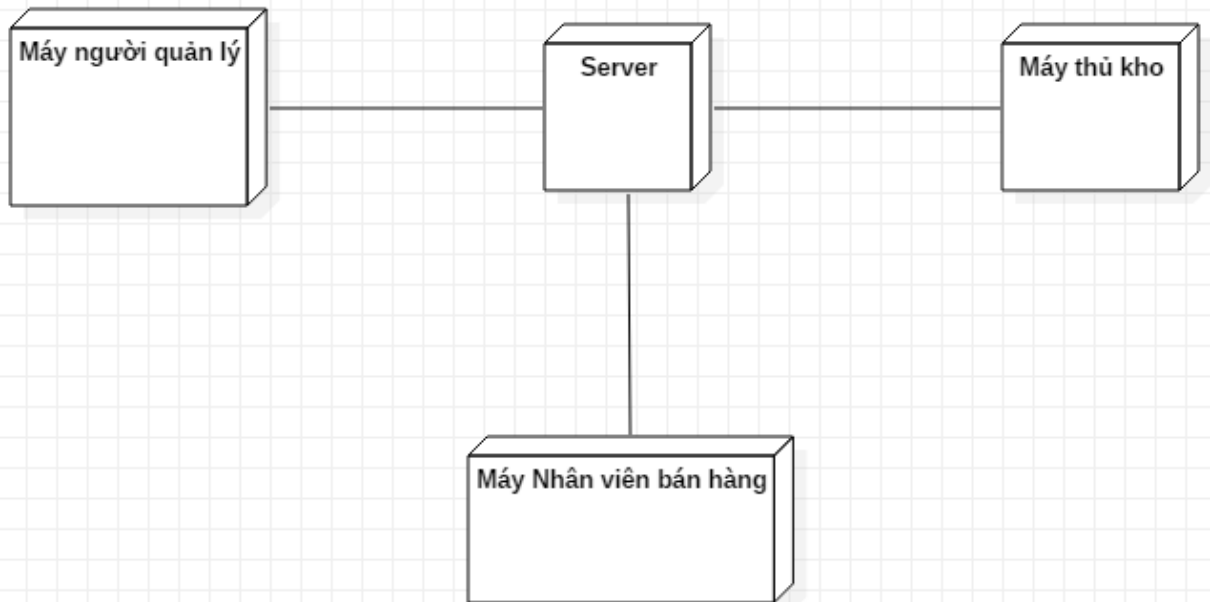 Máy người quản lý
Server
Máy thủ kho
Máy Nhân viên bán hàng